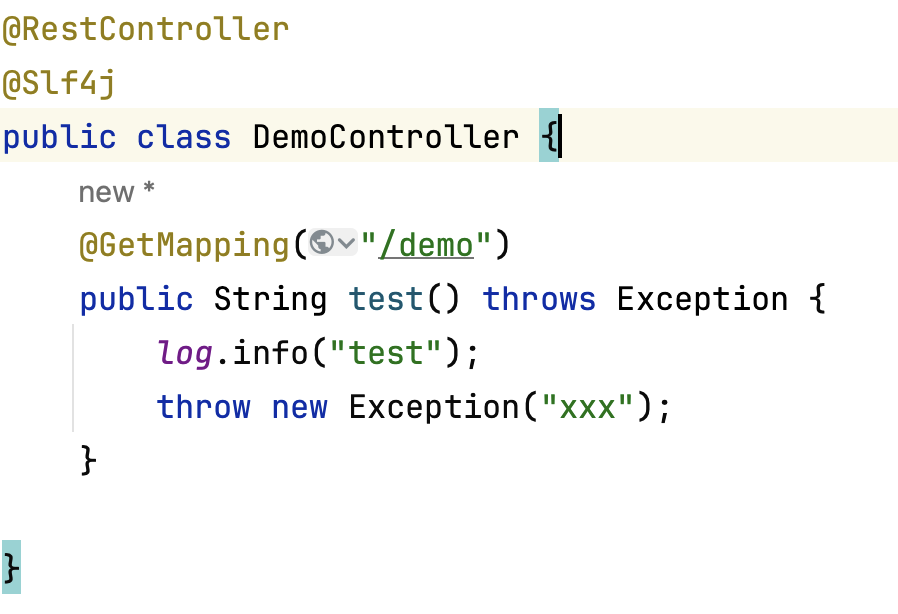 @RestController
@Slf4j
public class DemoController {
    new *
    @GetMapping("/demo")
    public String test() throws Exception {
        log.info("test");
        throw new Exception("xxx");
    }
}